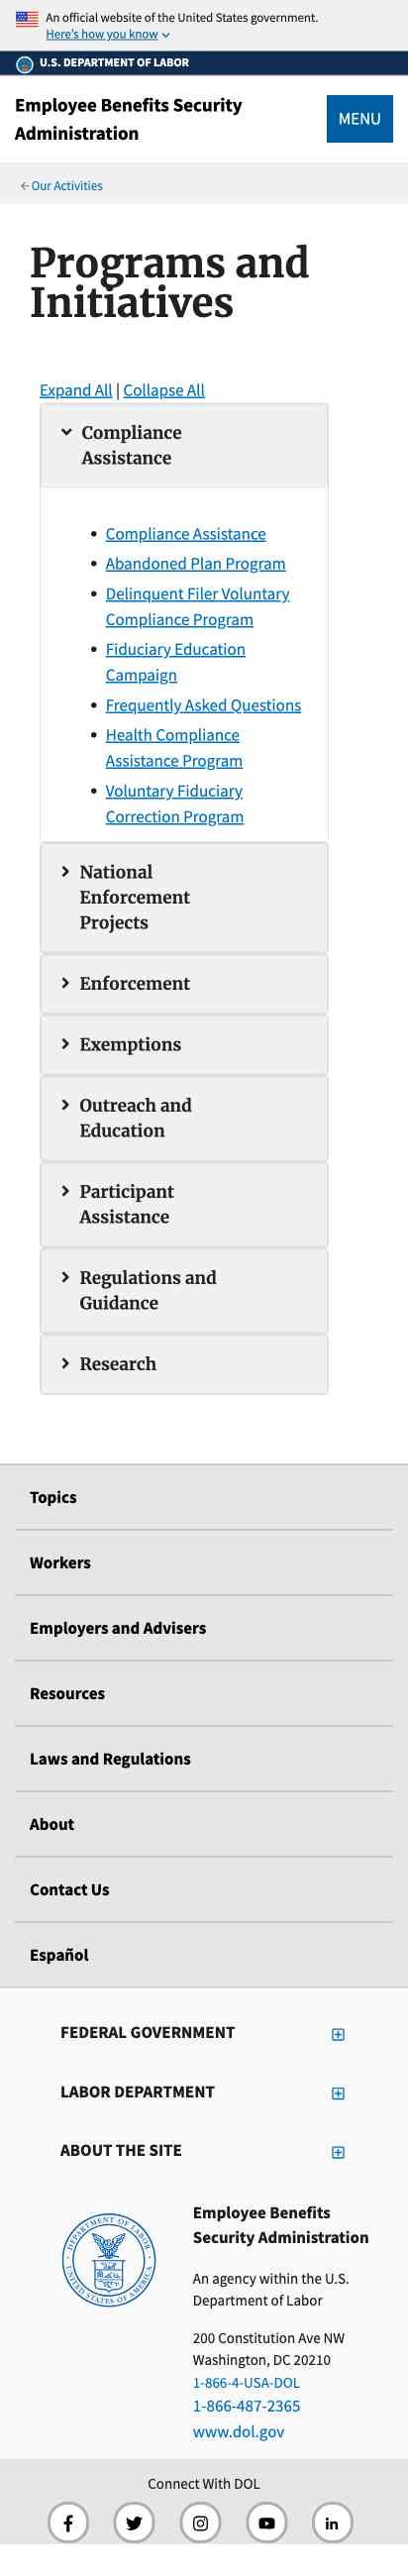 An official website of the United States government.
Here's how you know
U.S. DEPARTMENT OF LABOR
Employee Benefits Security
Administration
MENU
Our Activities
Programs and
Initiatives
Expand All | Collapse All
Compliance
Assistance
Compliance Assistance
Abandoned Plan Program
Delinquent Filer Voluntary
Compliance Program
Fiduciary Education
Campaign
Frequently Asked Questions
Health Compliance
Assistance Program
Voluntary Fiduciary
Correction Program
National
Enforcement
Projects
Enforcement
Exemptions
Outreach and
Education
Participant
Assistance
Regulations and
Guidance
Research
Topics
Workers
Employers and Advisers
Resources
Laws and Regulations
About
Contact Us
Español
FEDERAL GOVERNMENT
LABOR DEPARTMENT
ABOUT THE SITE
DEPARTMENT OF LABOR
UNITED STATES OF AMERICA
Employee Benefits
Security Administration
An agency within the U.S.
Department of Labor
200 Constitution Ave NW
Washington, DC 20210
1-866-4-USA-DOL
1-866-487-2365
www.dol.gov
Connect With DOL